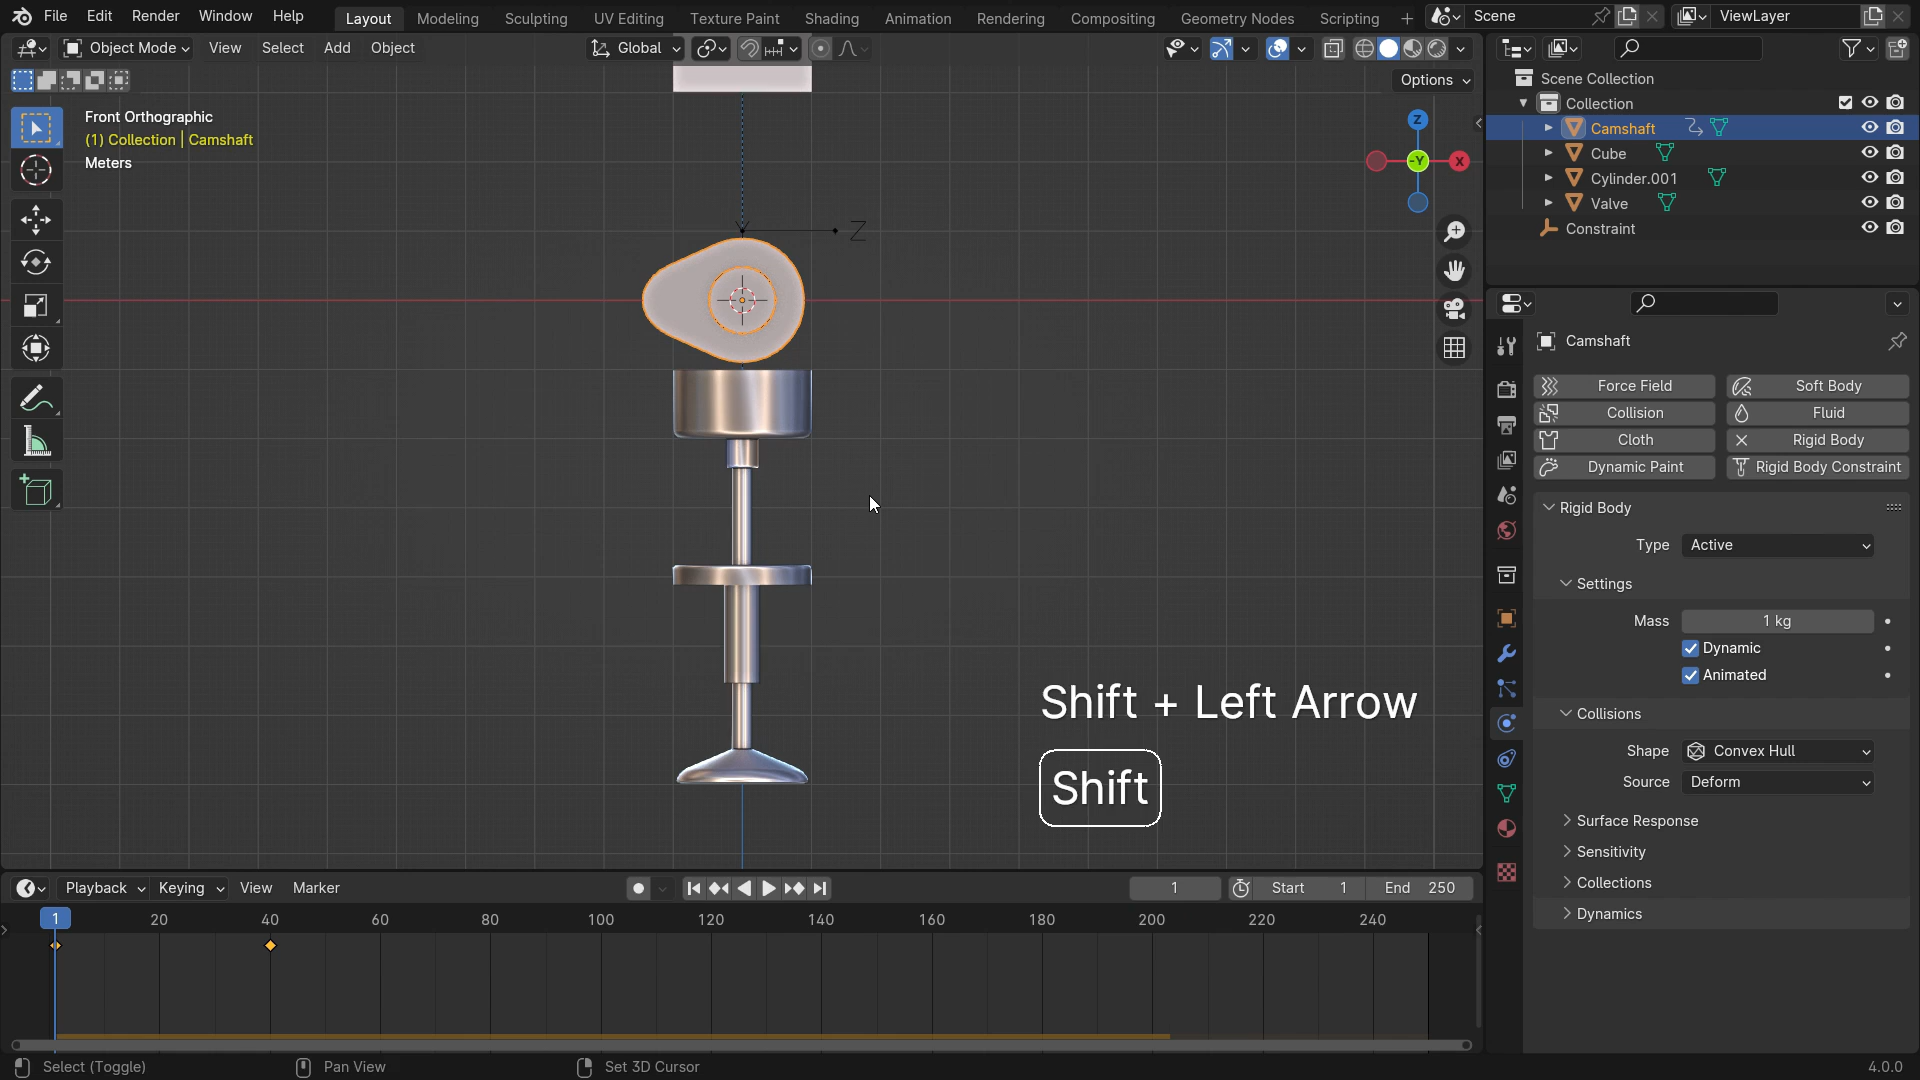 File Edit Render Window Help Layout Modeling Sculpting UV Editing Texture Paint Shading Animation Rendering Compositing Geometry Nodes Scripting + Scene ViewLayer
Object Mode View Select Add Object Global
Options
Front Orthographic
(1) Collection | Camshaft
Meters
Z
-Y
X
Z
Scene Collection
Collection
Camshaft
Cube
Cylinder.001
Valve
Constraint
Camshaft
Force Field Soft Body
Collision Fluid
Cloth Rigid Body
Dynamic Paint Rigid Body Constraint
Rigid Body
Type Active
Settings
Mass 1 kg
Dynamic
Animated
Collisions
Shape Convex Hull
Source Deform
Surface Response
Sensitivity
Collections
Dynamics
Shift + Left Arrow
Shift
Playback Keying View Marker 1 Start 1 End 250
1 20 40 60 80 100 120 140 160 180 200 220 240
Select (Toggle) Pan View Set 3D Cursor 4.0.0